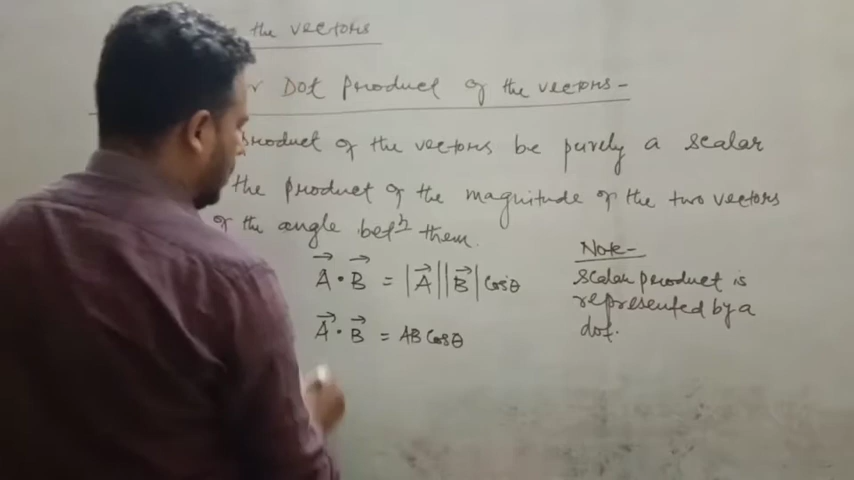 the vectors
Dot product of the vectors-
product of the vectors be purely a scalar
the product of the magnitude of the two vectors
of the angle betⁿ them.
A⃗ · B⃗ = |A⃗||B⃗| cosθ
A⃗ · B⃗ = AB cosθ
Note-
scalar product is
represented by a
dot.